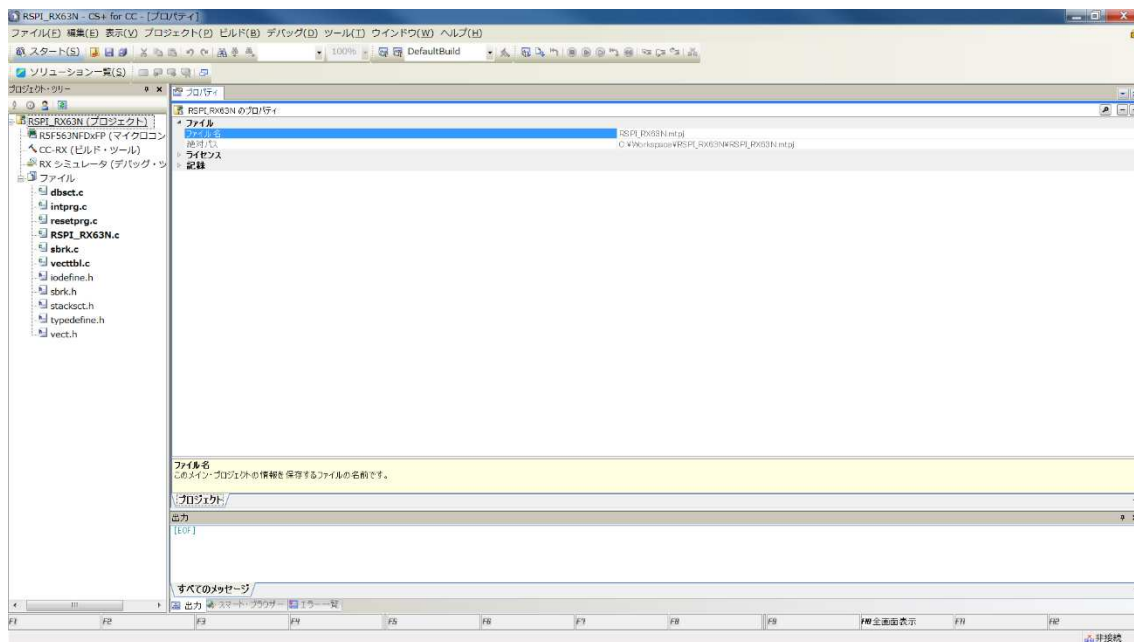 RSPI_RX63N - CS+ for CC - [プロパティ]
ファイル(F) 編集(E) 表示(V) プロジェクト(P) ビルド(B) デバッグ(D) ツール(T) ウインドウ(W) ヘルプ(H)
スタート(S) 100% DefaultBuild
ソリューション一覧(S)
プロジェクト・ツリー
プロパティ
RSPI_RX63N (プロジェクト)
R5F563NFDxFP (マイクロコン
CC-RX (ビルド・ツール)
RX シミュレータ (デバッグ・ツ
ファイル
dbsct.c
intprg.c
resetprg.c
RSPI_RX63N.c
sbrk.c
vecttbl.c
iodefine.h
sbrk.h
stacksct.h
typedefine.h
vect.h
RSPI_RX63N のプロパティ
ファイル
ファイル名 RSPI_RX63N.mtpj
絶対パス C:¥Workspace¥RSPI_RX63N¥RSPI_RX63N.mtpj
ライセンス
記録
ファイル名
このメイン・プロジェクトの情報を保存するファイルの名前です。
プロジェクト
出力
[EOF]
すべてのメッセージ
出力 スマート・ブラウザー エラー一覧
F1 F2 F3 F4 F5 F6 F7 F8 F9 F10 全画面表示 F11 F12
非接続